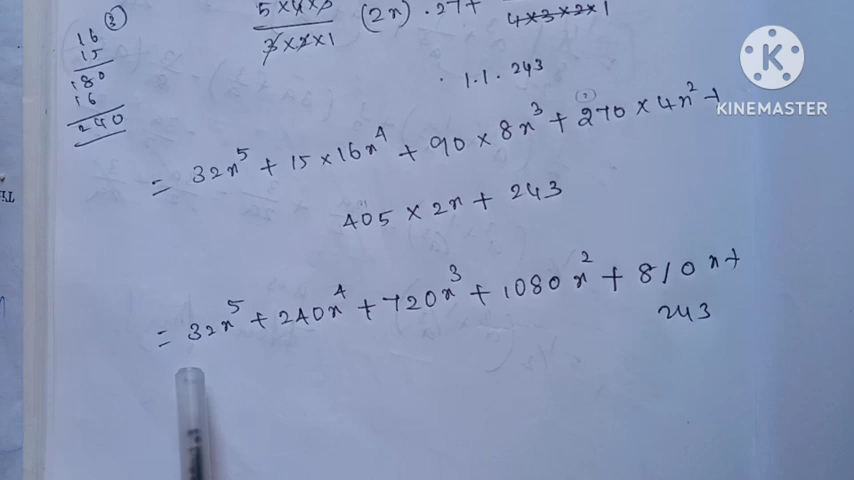 16 3
15
180
16
240
5 × 4 × 3 / 3 × 2 × 1 (2x) . 27 +
4 × 3 × 2 × 1
. 1.1. 243
KINEMASTER
= 32x⁵ + 15 × 16x⁴ + 90 × 8x³ + 270 × 4x² +
405 × 2x + 243
= 32x⁵ + 240x⁴ + 720x³ + 1080x² + 810x +
243